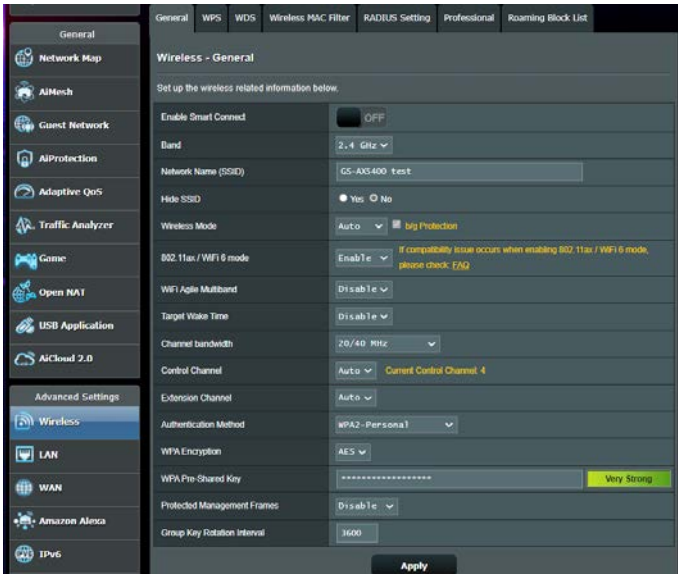 General
Network Map
AiMesh
Guest Network
AiProtection
Adaptive QoS
Traffic Analyzer
Game
Open NAT
USB Application
AiCloud 2.0
Advanced Settings
Wireless
LAN
WAN
Amazon Alexa
IPv6
General WPS WDS Wireless MAC Filter RADIUS Setting Professional Roaming Block List
Wireless - General
Set up the wireless related information below.
Enable Smart Connect OFF
Band 2.4 GHz
Network Name (SSID) GS-AX5400 test
Hide SSID Yes No
Wireless Mode Auto b/g Protection
802.11ax / WiFi 6 mode Enable If compatibility issue occurs when enabling 802.11ax / WiFi 6 mode,
please check: FAQ
WiFi Agile Multiband Disable
Target Wake Time Disable
Channel bandwidth 20/40 MHz
Control Channel Auto Current Control Channel: 4
Extension Channel Auto
Authentication Method WPA2-Personal
WPA Encryption AES
WPA Pre-Shared Key ****************** Very Strong
Protected Management Frames Disable
Group Key Rotation Interval 3600
Apply